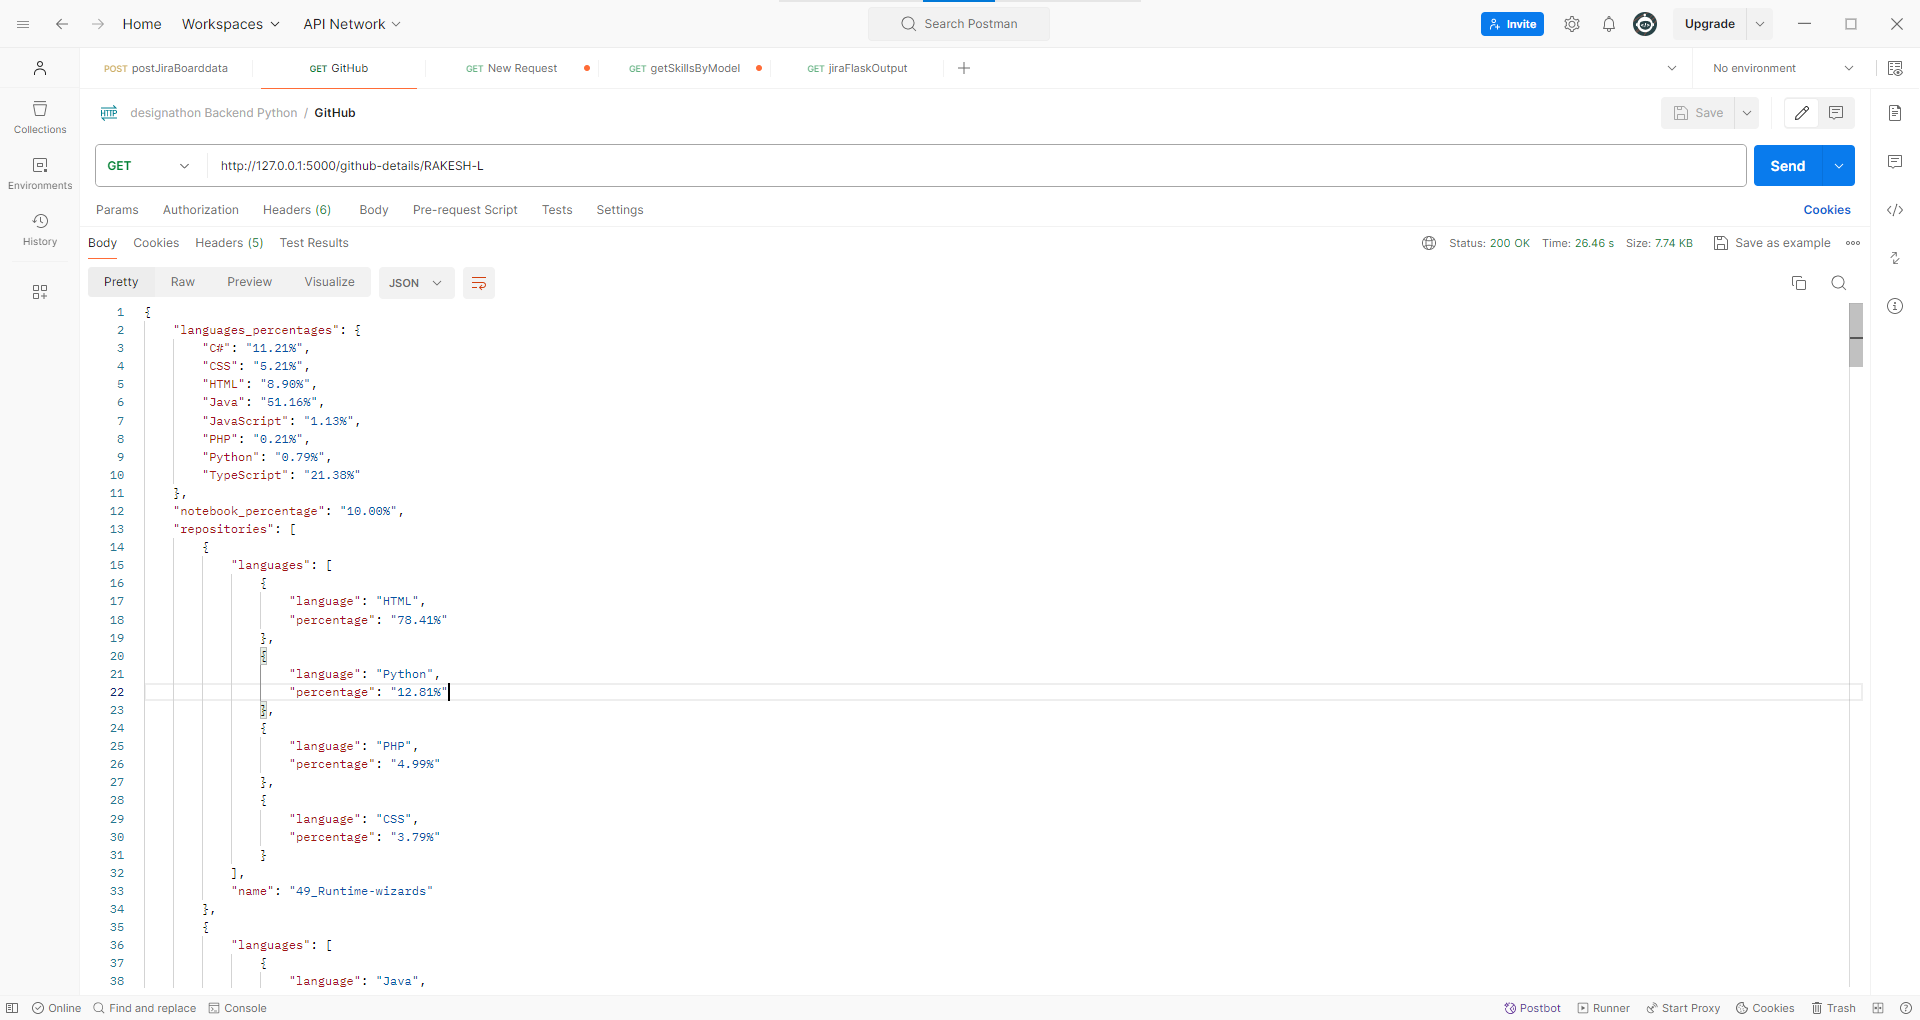 Home Workspaces API Network Search Postman Invite Upgrade
POST postJiraBoarddata GET GitHub GET New Request GET getSkillsByModel GET jiraFlaskOutput No environment
HTTP designathon Backend Python / GitHub Save
GET http://127.0.0.1:5000/github-details/RAKESH-L Send
Params Authorization Headers (6) Body Pre-request Script Tests Settings Cookies
Body Cookies Headers (5) Test Results Status: 200 OK Time: 26.46 s Size: 7.74 KB Save as example
Pretty Raw Preview Visualize JSON
Collections
Environments
History
1 {
2 "languages_percentages": {
3 "C#": "11.21%",
4 "CSS": "5.21%",
5 "HTML": "8.90%",
6 "Java": "51.16%",
7 "JavaScript": "1.13%",
8 "PHP": "0.21%",
9 "Python": "0.79%",
10 "TypeScript": "21.38%"
11 },
12 "notebook_percentage": "10.00%",
13 "repositories": [
14 {
15 "languages": [
16 {
17 "language": "HTML",
18 "percentage": "78.41%"
19 },
20 {
21 "language": "Python",
22 "percentage": "12.81%"
23 },
24 {
25 "language": "PHP",
26 "percentage": "4.99%"
27 },
28 {
29 "language": "CSS",
30 "percentage": "3.79%"
31 }
32 ],
33 "name": "49_Runtime-wizards"
34 },
35 {
36 "languages": [
37 {
38 "language": "Java",
Online Find and replace Console Postbot Runner Start Proxy Cookies Trash